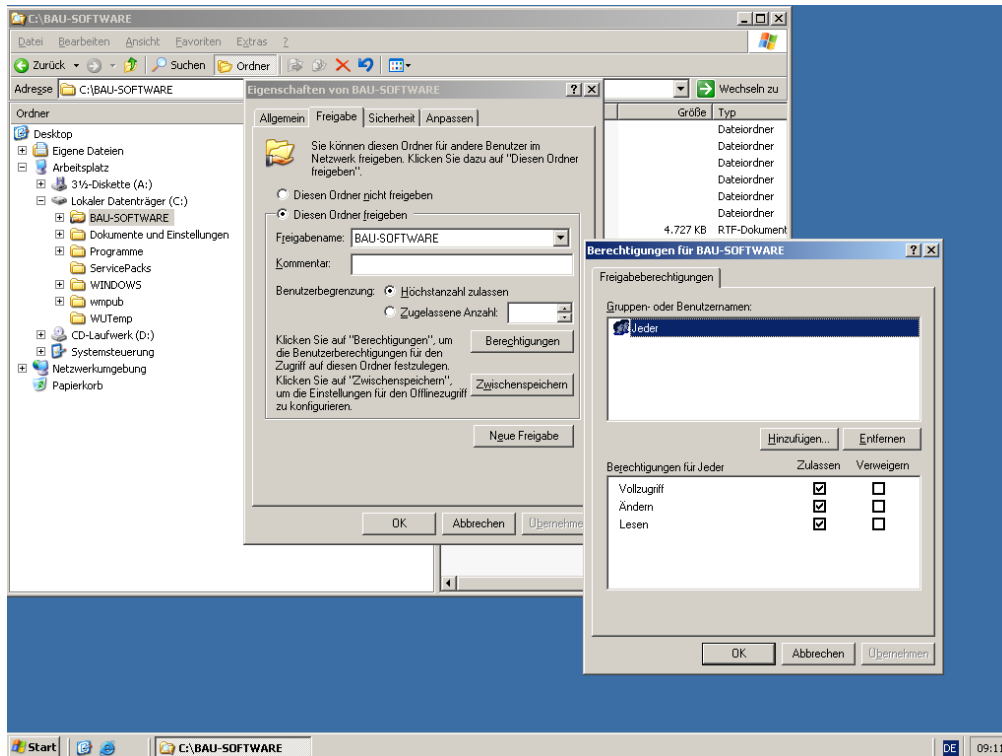 C:\BAU-SOFTWARE
Datei Bearbeiten Ansicht Favoriten Extras ?
Zurück Suchen Ordner
Adresse C:\BAU-SOFTWARE Wechseln zu
Ordner
Desktop
Eigene Dateien
Arbeitsplatz
3½-Diskette (A:)
Lokaler Datenträger (C:)
BAU-SOFTWARE
Dokumente und Einstellungen
Programme
ServicePacks
WINDOWS
wmpub
WUTemp
CD-Laufwerk (D:)
Systemsteuerung
Netzwerkumgebung
Papierkorb
Größe Typ
Dateiordner
Dateiordner
Dateiordner
Dateiordner
Dateiordner
Dateiordner
4.727 KB RTF-Dokument
Eigenschaften von BAU-SOFTWARE
Allgemein Freigabe Sicherheit Anpassen
Sie können diesen Ordner für andere Benutzer im
Netzwerk freigeben. Klicken Sie dazu auf "Diesen Ordner
freigeben".
Diesen Ordner nicht freigeben
Diesen Ordner freigeben
Freigabename: BAU-SOFTWARE
Kommentar:
Benutzerbegrenzung: Höchstanzahl zulassen
Zugelassene Anzahl:
Klicken Sie auf "Berechtigungen", um
die Benutzerberechtigungen für den
Zugriff auf diesen Ordner festzulegen.
Berechtigungen
Klicken Sie auf "Zwischenspeichern",
um die Einstellungen für den Offlinezugriff
zu konfigurieren.
Zwischenspeichern
Neue Freigabe
OK Abbrechen Übernehme
Berechtigungen für BAU-SOFTWARE
Freigabeberechtigungen
Gruppen- oder Benutzernamen:
Jeder
Hinzufügen... Entfernen
Berechtigungen für Jeder Zulassen Verweigern
Vollzugriff
Ändern
Lesen
OK Abbrechen Übernehmen
Start C:\BAU-SOFTWARE DE 09:11